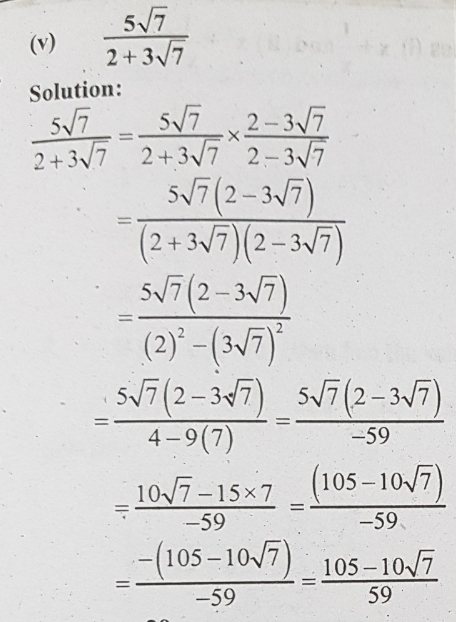 (v) 5√7 / (2 + 3√7)
Solution:
5√7 / (2 + 3√7) = 5√7 / (2 + 3√7) × (2 − 3√7) / (2 − 3√7)
= 5√7(2 − 3√7) / (2 + 3√7)(2 − 3√7)
= 5√7(2 − 3√7) / (2)² − (3√7)²
= 5√7(2 − 3√7) / 4 − 9(7) = 5√7(2 − 3√7) / −59
= 10√7 − 15×7 / −59 = (105 − 10√7) / −59
= −(105 − 10√7) / −59 = 105 − 10√7 / 59